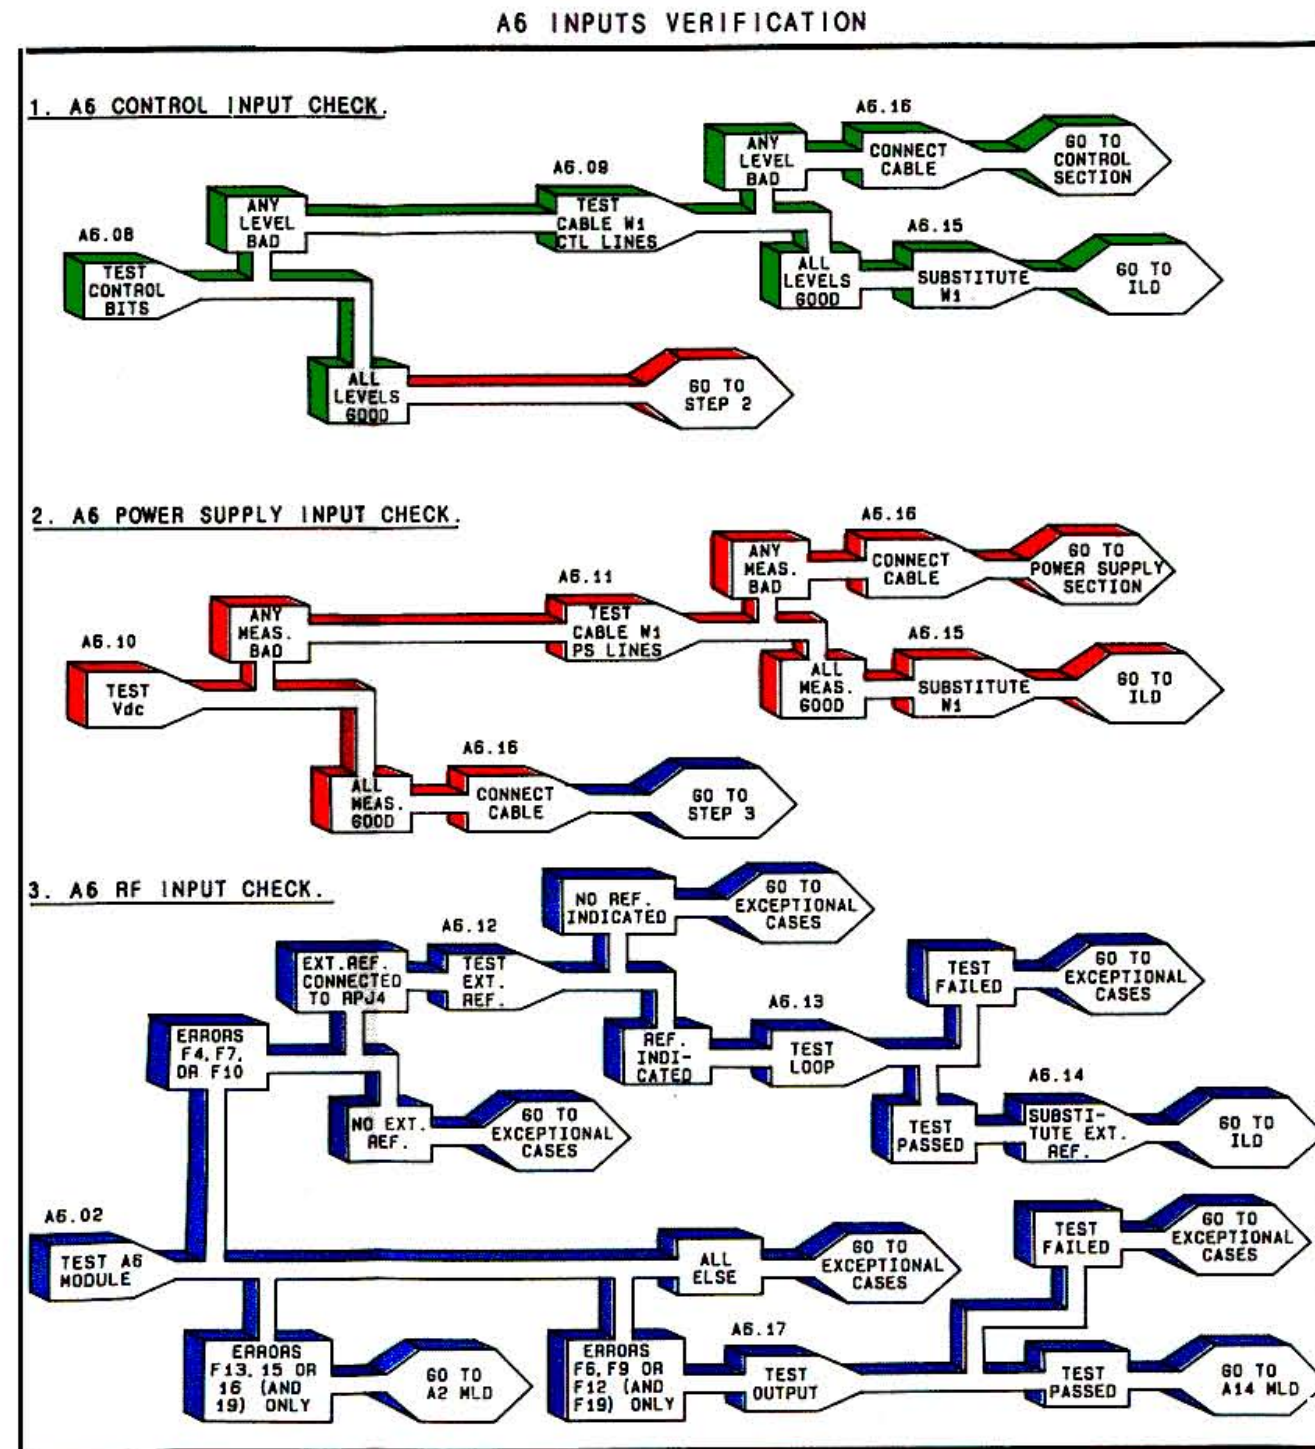 A6 INPUTS VERIFICATION
1. A6 CONTROL INPUT CHECK.
A6.08
TEST
CONTROL
BITS
ANY
LEVEL
BAD
A6.09
TEST
CABLE W1
CTL LINES
ANY
LEVEL
BAD
A6.16
CONNECT
CABLE
GO TO
CONTROL
SECTION
ALL
LEVELS
GOOD
A6.15
SUBSTITUTE
W1
GO TO
ILD
ALL
LEVELS
GOOD
GO TO
STEP 2
2. A6 POWER SUPPLY INPUT CHECK.
A6.10
TEST
Vdc
ANY
MEAS.
BAD
A6.11
TEST
CABLE W1
PS LINES
ANY
MEAS.
BAD
A6.16
CONNECT
CABLE
GO TO
POWER SUPPLY
SECTION
ALL
MEAS.
GOOD
A6.15
SUBSTITUTE
W1
GO TO
ILD
ALL
MEAS.
GOOD
A6.16
CONNECT
CABLE
GO TO
STEP 3
3. A6 RF INPUT CHECK.
A6.02
TEST A6
MODULE
ERRORS
F4, F7,
OR F10
EXT.REF.
CONNECTED
TO RPJ4
A6.12
TEST
EXT.
REF.
NO REF.
INDICATED
GO TO
EXCEPTIONAL
CASES
REF.
INDI-
CATED
A6.13
TEST
LOOP
TEST
FAILED
GO TO
EXCEPTIONAL
CASES
TEST
PASSED
A6.14
SUBSTI-
TUTE EXT.
REF.
GO TO
ILD
NO EXT.
REF.
GO TO
EXCEPTIONAL
CASES
ALL
ELSE
GO TO
EXCEPTIONAL
CASES
ERRORS
F13, 15 OR
16 (AND
19) ONLY
GO TO
A2 MLD
ERRORS
F6, F9 OR
F12 (AND
F19) ONLY
A6.17
TEST
OUTPUT
TEST
FAILED
GO TO
EXCEPTIONAL
CASES
TEST
PASSED
GO TO
A14 MLD